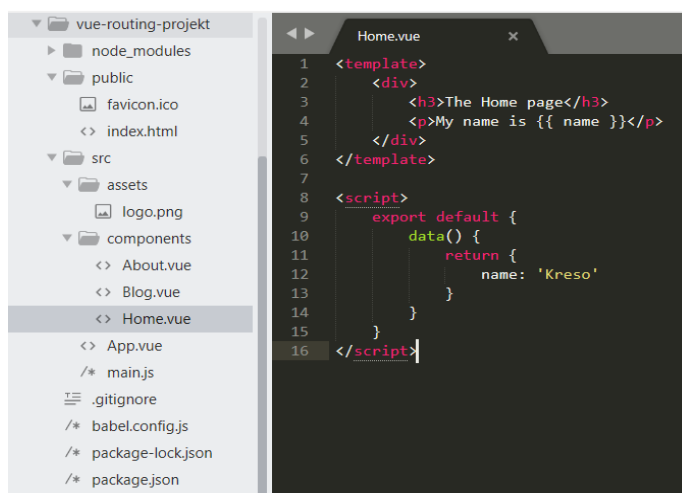 vue-routing-projekt
node_modules
public
favicon.ico
<> index.html
src
assets
logo.png
components
<> About.vue
<> Blog.vue
<> Home.vue
<> App.vue
/* main.js
.gitignore
/* babel.config.js
/* package-lock.json
/* package.json
Home.vue ×
1 <template>
2     <div>
3         <h3>The Home page</h3>
4         <p>My name is {{ name }}</p>
5     </div>
6 </template>
7
8 <script>
9     export default {
10         data() {
11             return {
12                 name: 'Kreso'
13             }
14         }
15     }
16 </script>